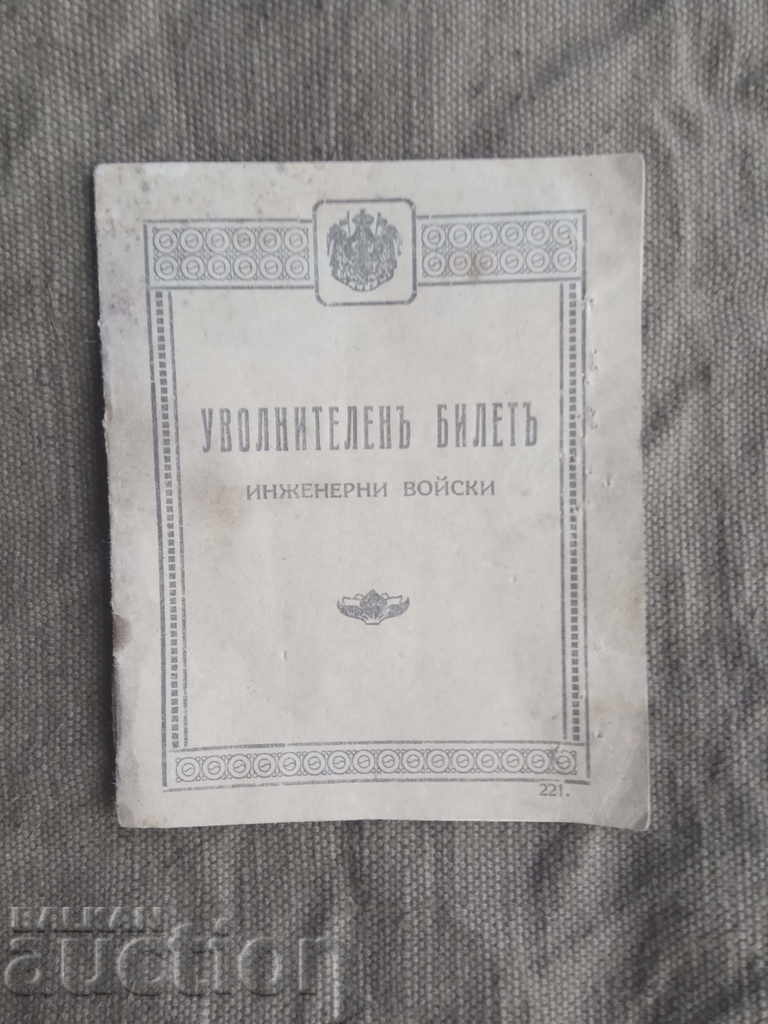 УВОЛНИТЕЛЕНЪ БИЛЕТЪ
ИНЖЕНЕРНИ ВОЙСКИ
221.
BALKAN
auction